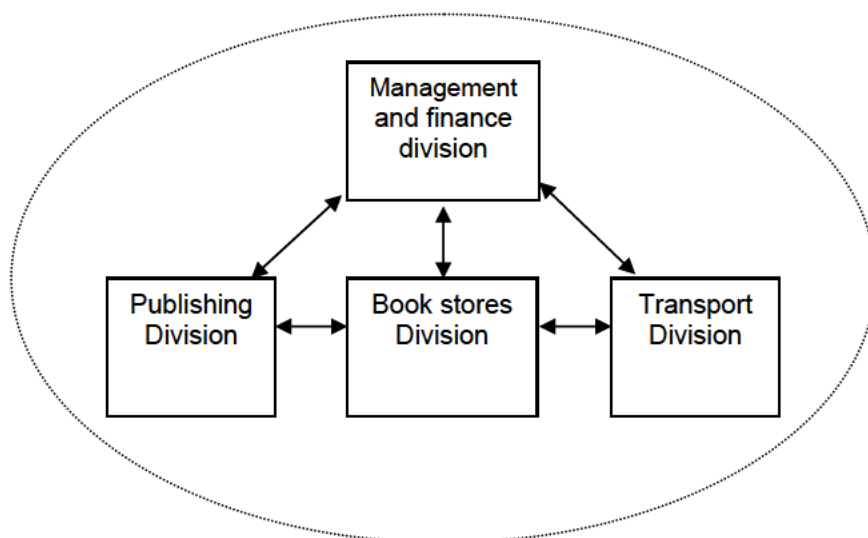 Management
and finance
division
Publishing
Division
Book stores
Division
Transport
Division